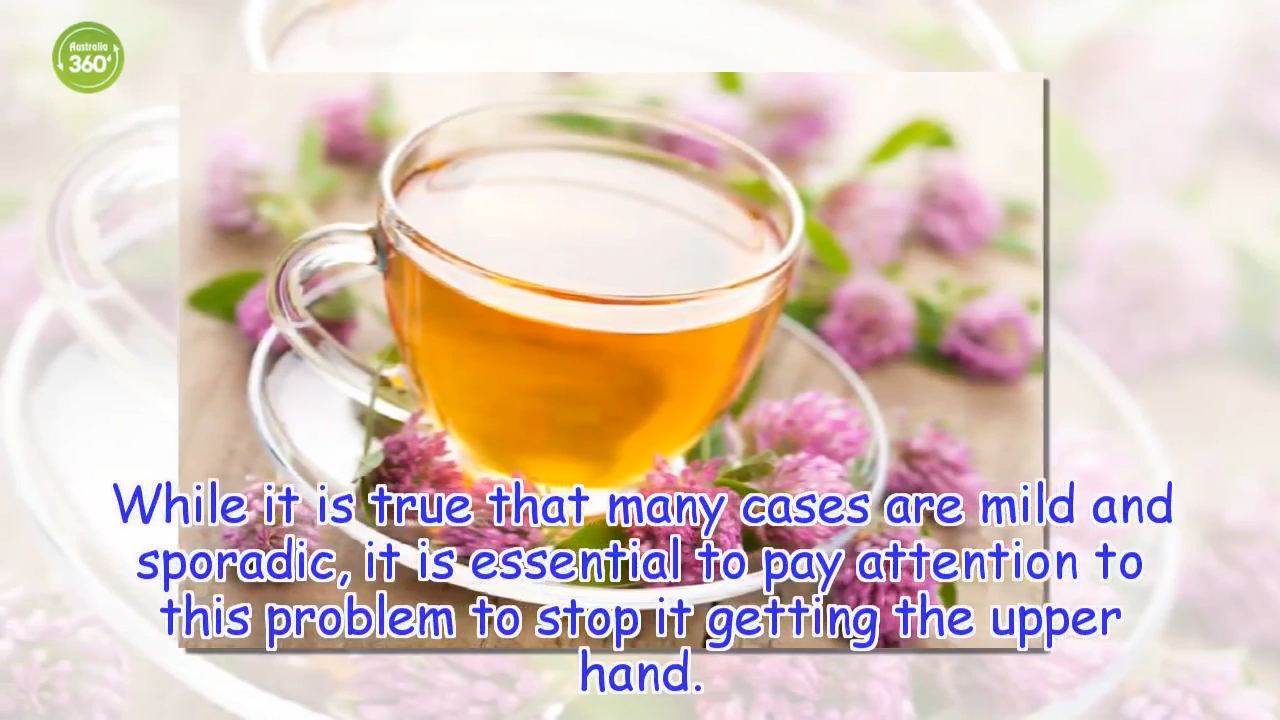 Australia
360°
While it is true that many cases are mild and
sporadic, it is essential to pay attention to
this problem to stop it getting the upper
hand.